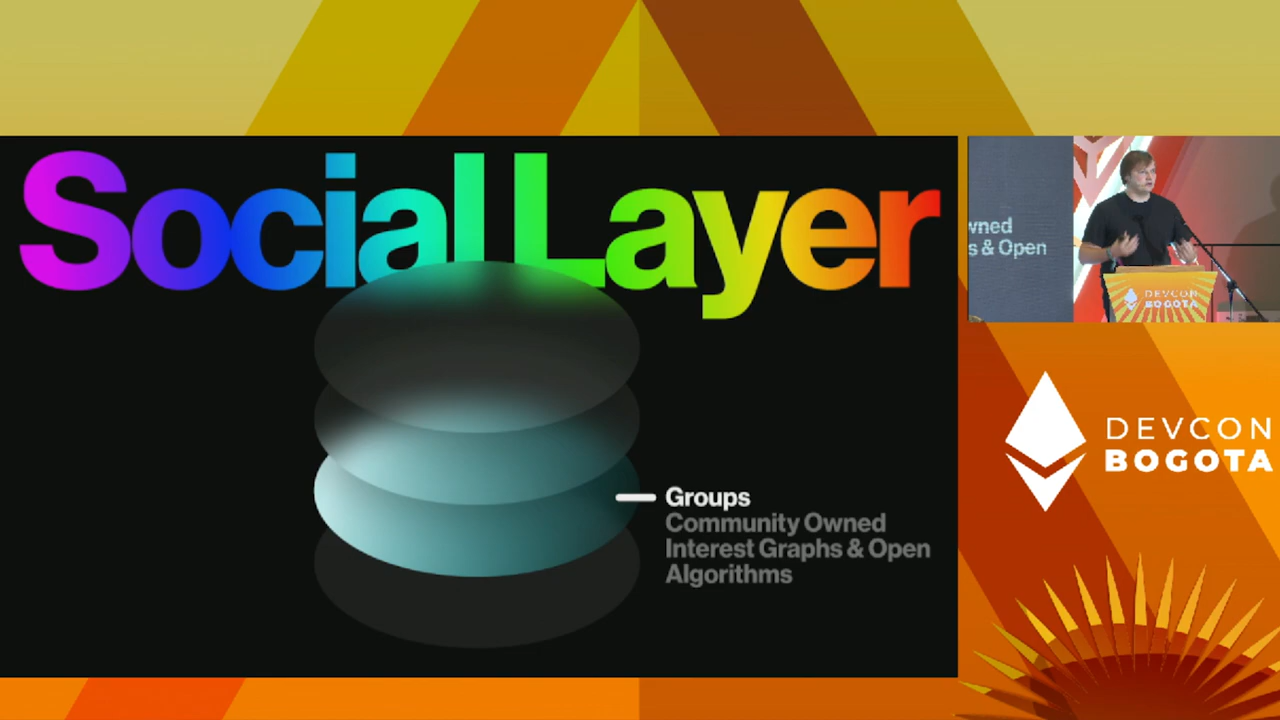 Social Layer
Groups
Community Owned
Interest Graphs & Open
Algorithms
wned
s & Open
DEVCON
BOGOTA
DEVCON
BOGOTA